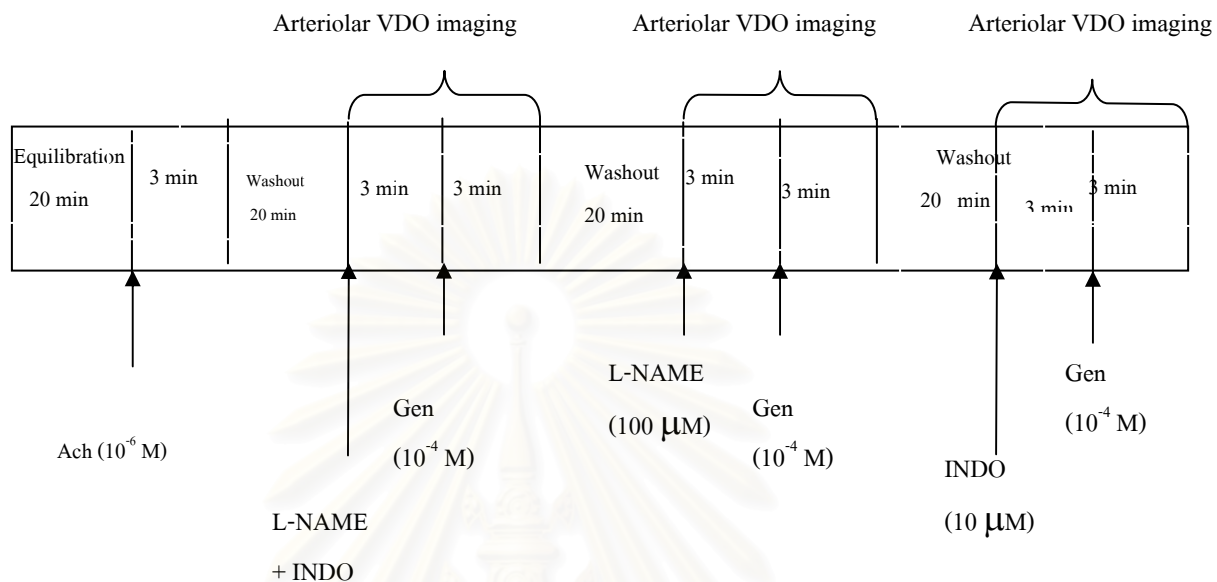 Arteriolar VDO imaging
Arteriolar VDO imaging
Arteriolar VDO imaging
Equilibration
20 min
3 min
Washout
20 min
3 min
3 min
Washout
20 min
3 min
3 min
Washout
20 min
3 min
3 min
Ach (10⁻⁶ M)
L-NAME
+ INDO
Gen
(10⁻⁴ M)
L-NAME
(100 μM)
Gen
(10⁻⁴ M)
INDO
(10 μM)
Gen
(10⁻⁴ M)